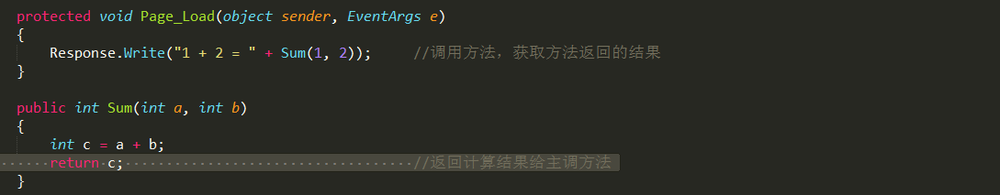 protected void Page_Load(object sender, EventArgs e)
{
    Response.Write("1 + 2 = " + Sum(1, 2));     //调用方法，获取方法返回的结果
}

public int Sum(int a, int b)
{
    int c = a + b;
    return c;                                   //返回计算结果给主调方法
}